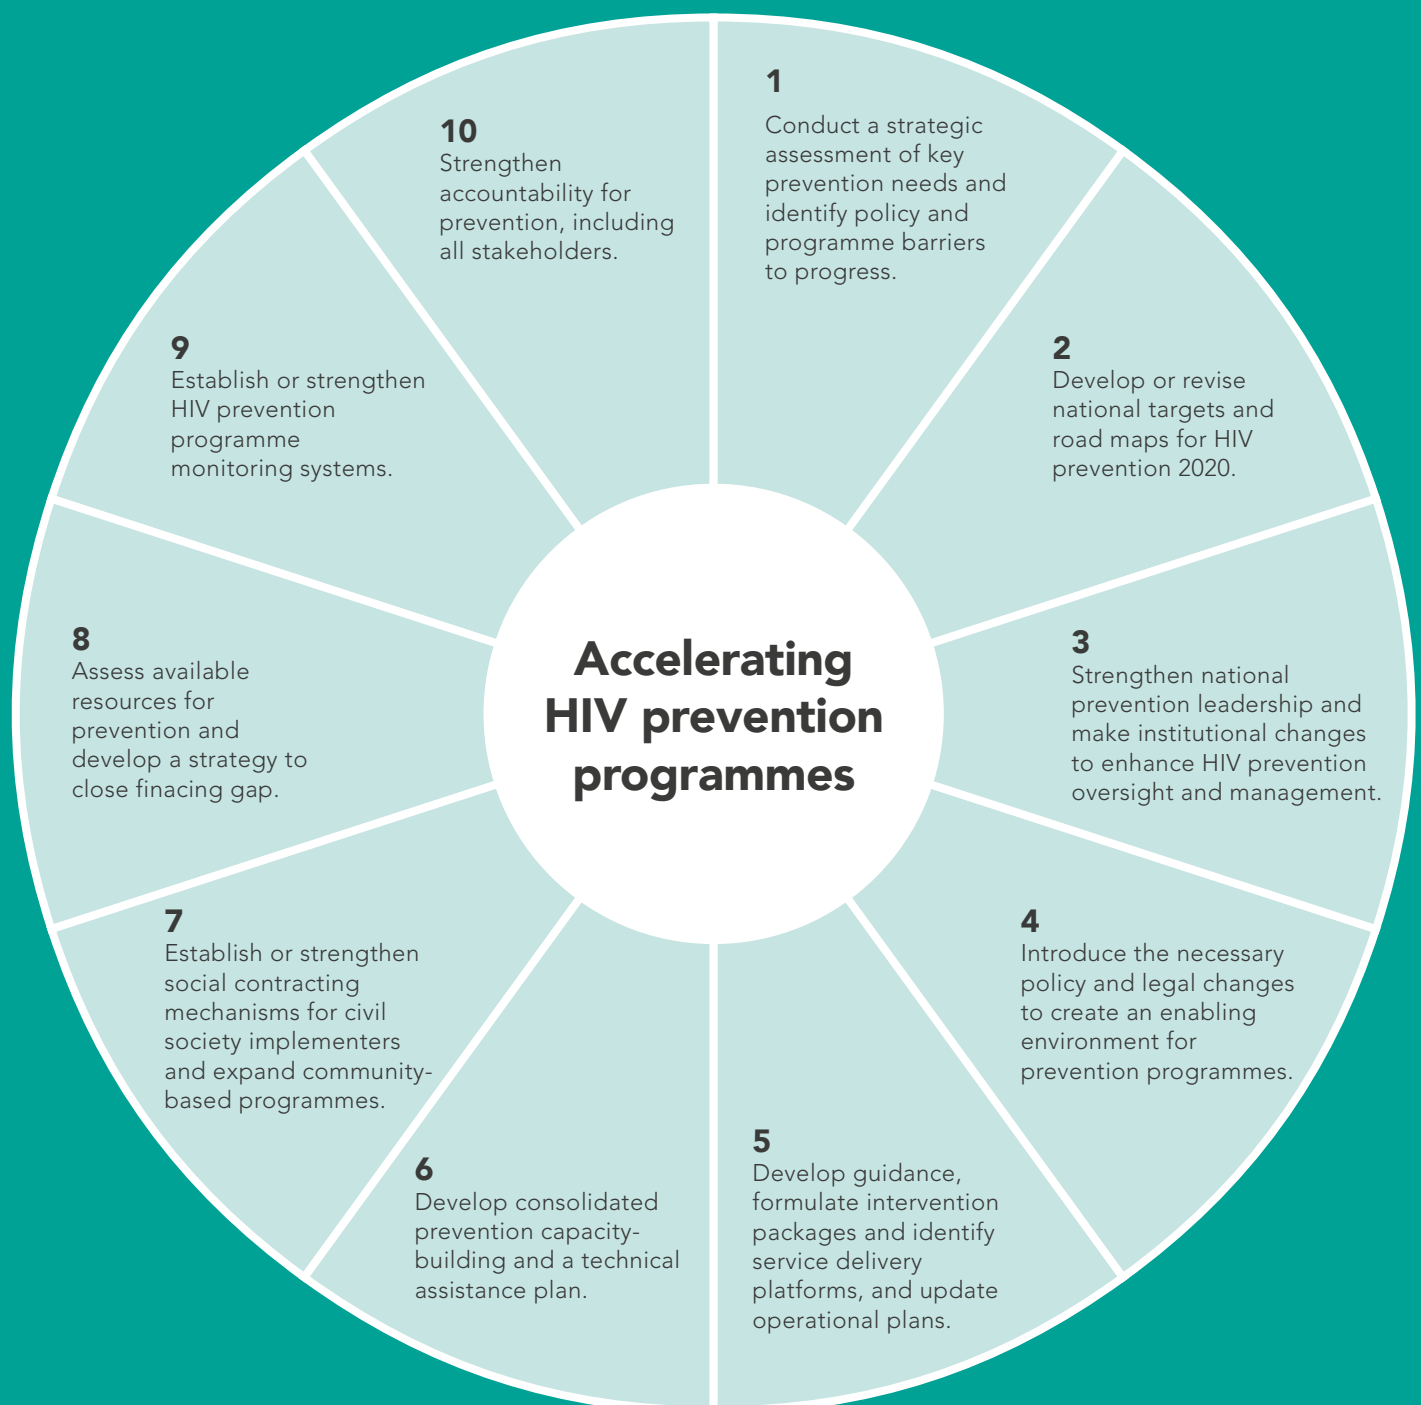 1
Conduct a strategic
assessment of key
prevention needs and
identify policy and
programme barriers
to progress.
2
Develop or revise
national targets and
road maps for HIV
prevention 2020.
3
Strengthen national
prevention leadership and
make institutional changes
to enhance HIV prevention
oversight and management.
4
Introduce the necessary
policy and legal changes
to create an enabling
environment for
prevention programmes.
5
Develop guidance,
formulate intervention
packages and identify
service delivery
platforms, and update
operational plans.
6
Develop consolidated
prevention capacity-
building and a technical
assistance plan.
7
Establish or strengthen
social contracting
mechanisms for civil
society implementers
and expand community-
based programmes.
8
Assess available
resources for
prevention and
develop a strategy to
close finacing gap.
9
Establish or strengthen
HIV prevention
programme
monitoring systems.
10
Strengthen
accountability for
prevention, including
all stakeholders.
Accelerating
HIV prevention
programmes